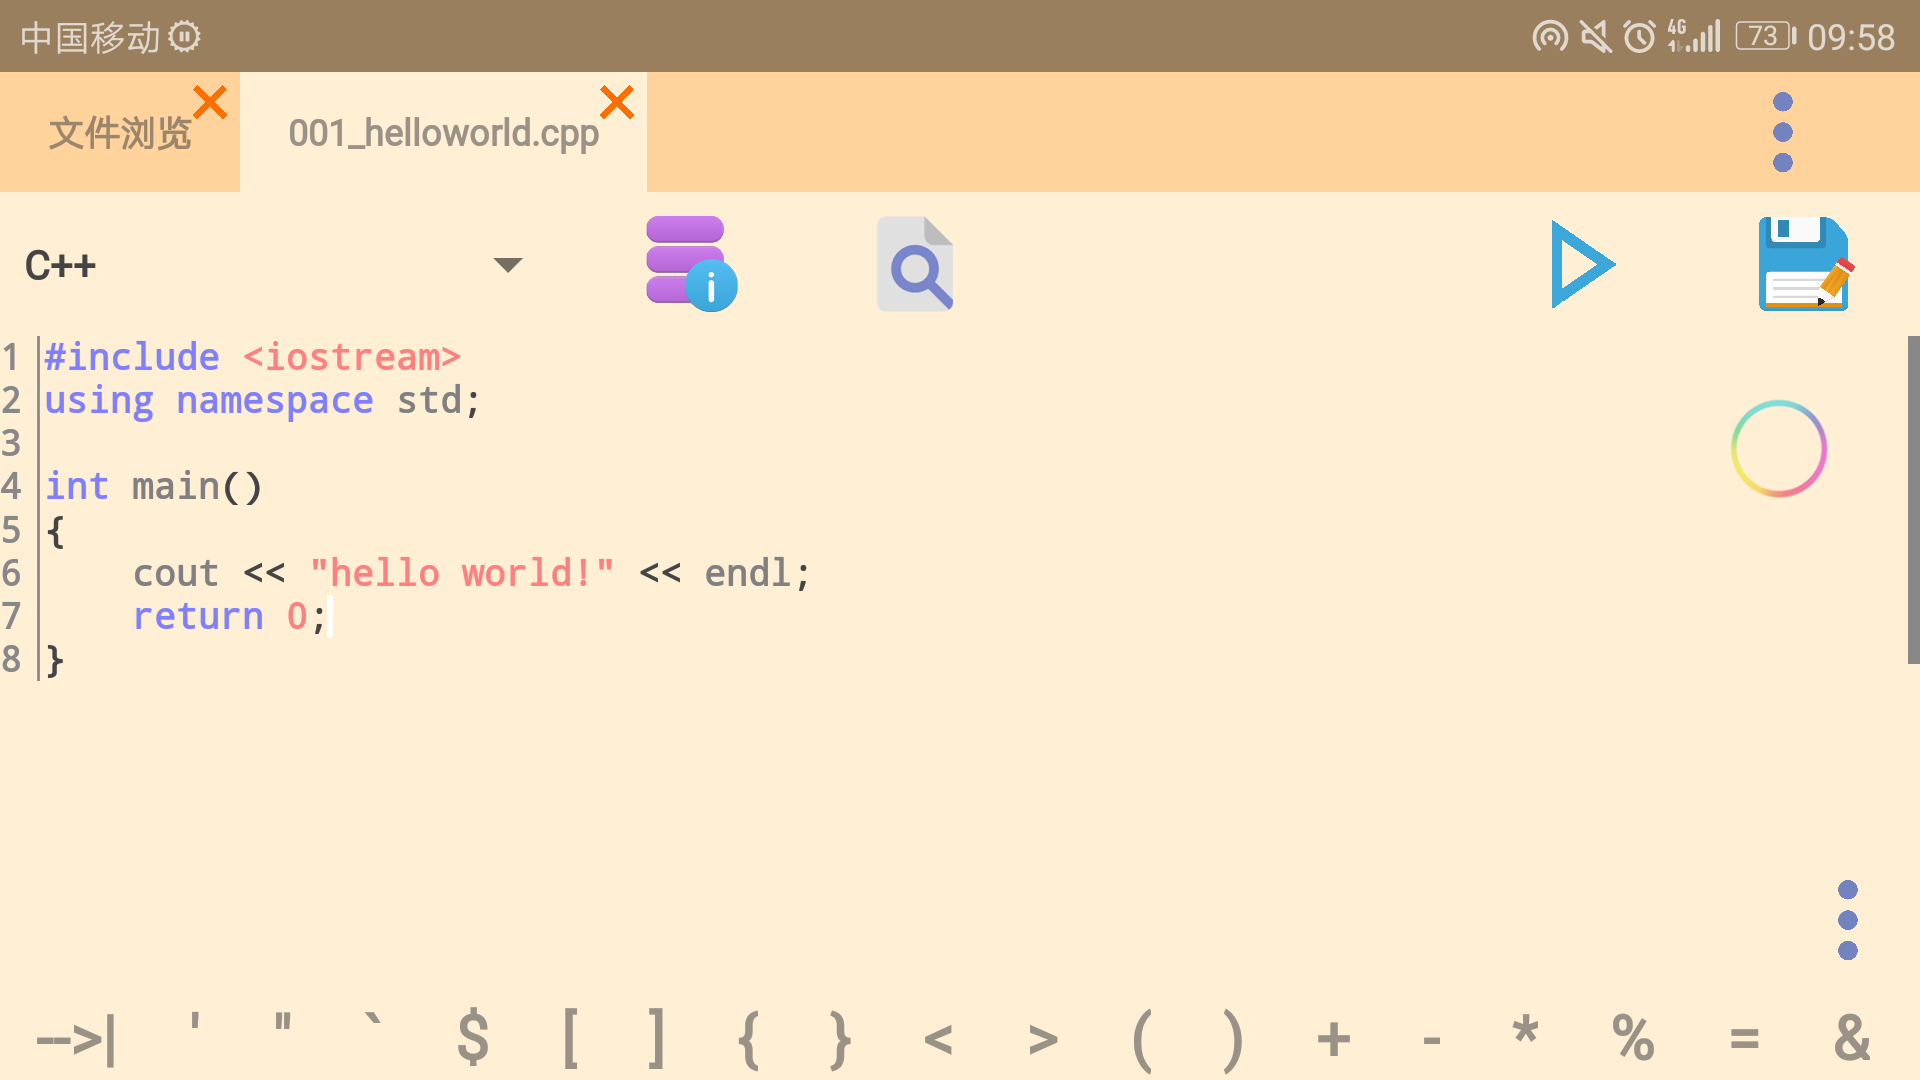 中国移动 4G 73 09:58
文件浏览 001_helloworld.cpp
C++
1 #include <iostream>
2 using namespace std;
3
4 int main()
5 {
6     cout << "hello world!" << endl;
7     return 0;
8 }
-->| ' " ` $ [ ] { } < > ( ) + - * % = &